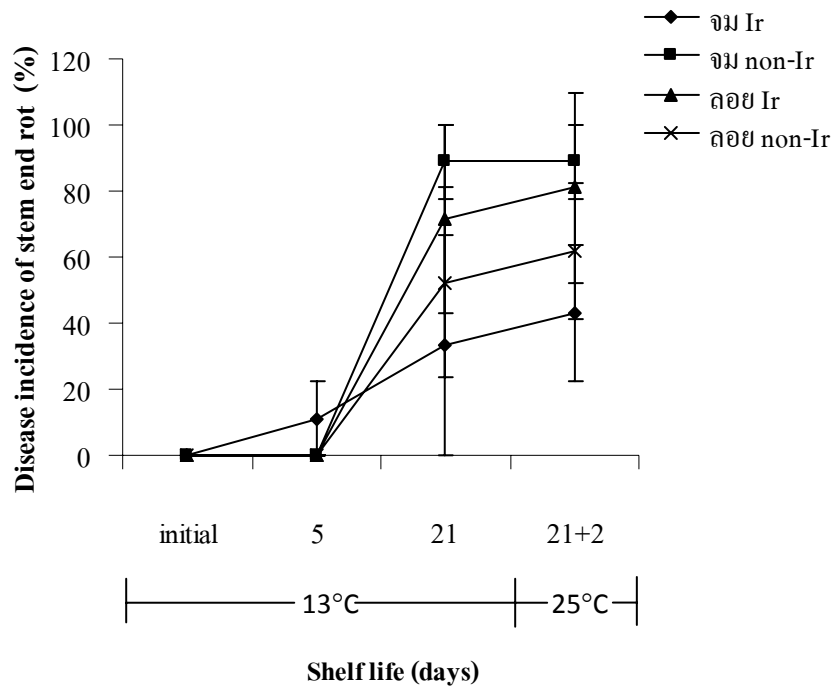 จม Ir
จม non-Ir
ลอย Ir
ลอย non-Ir
Disease incidence of stem end rot (%)
120
100
80
60
40
20
0
initial 5 21 21+2
13°C 25°C
Shelf life (days)